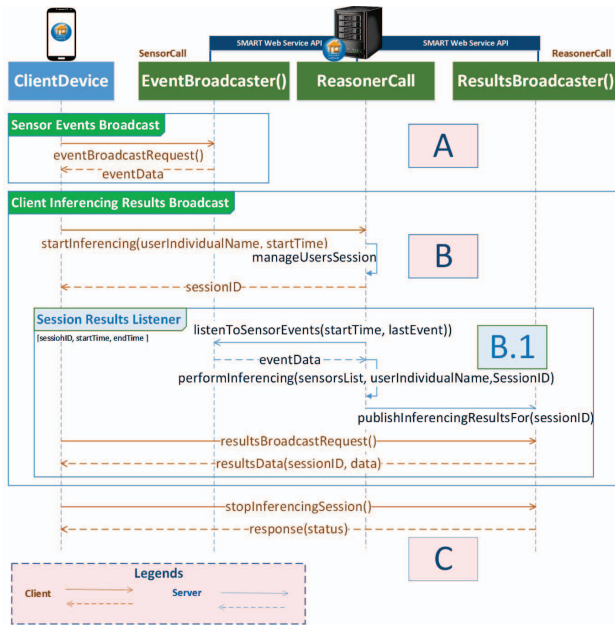 SMART Web Service API
SMART Web Service API
SensorCall
ReasonerCall
ClientDevice
EventBroadcaster()
ReasonerCall
ResultsBroadcaster()
Sensor Events Broadcast
A
eventBroadcastRequest()
eventData
Client Inferencing Results Broadcast
startInferencing(userIndividualName, startTime)
B
manageUsersSession
sessionID
Session Results Listener
[sessiohID, startTime, endTime ]
listenToSensorEvents(startTime, lastEvent))
B.1
eventData
performInferencing(sensorsList, userIndividualName,SessionID)
publishInferencingResultsFor(sessionID)
resultsBroadcastRequest()
resultsData(sessionID, data)
stopInferencingSession()
response(status)
C
Legends
Client
Server